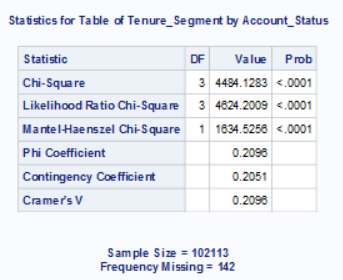 Statistics for Table of Tenure_Segment by Account_Status
Statistic DF Value Prob
Chi-Square 3 4484.1283 <.0001
Likelihood Ratio Chi-Square 3 4624.2009 <.0001
Mantel-Haenszel Chi-Square 1 1634.5256 <.0001
Phi Coefficient 0.2096
Contingency Coefficient 0.2051
Cramer's V 0.2096
Sample Size = 102113
Frequency Missing = 142